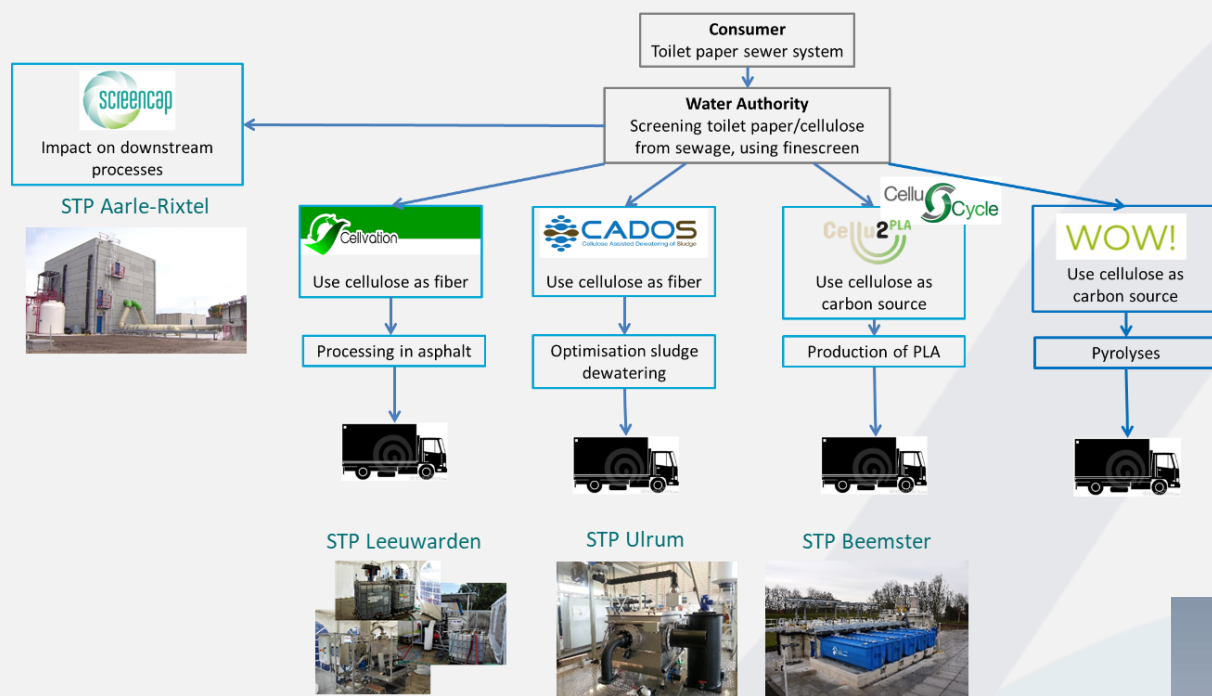 Consumer
Toilet paper sewer system
Water Authority
Screening toilet paper/cellulose
from sewage, using finescreen
screencap
Impact on downstream
processes
STP Aarle-Rixtel
Cellvation
Use cellulose as fiber
Processing in asphalt
CADOS
Cellulose Assisted Dewatering of Sludge
Use cellulose as fiber
Optimisation sludge
dewatering
Cellu2PLA
Cellu Cycle
Use cellulose as
carbon source
Production of PLA
WOW!
Use cellulose as
carbon source
Pyrolyses
STP Leeuwarden
STP Ulrum
STP Beemster